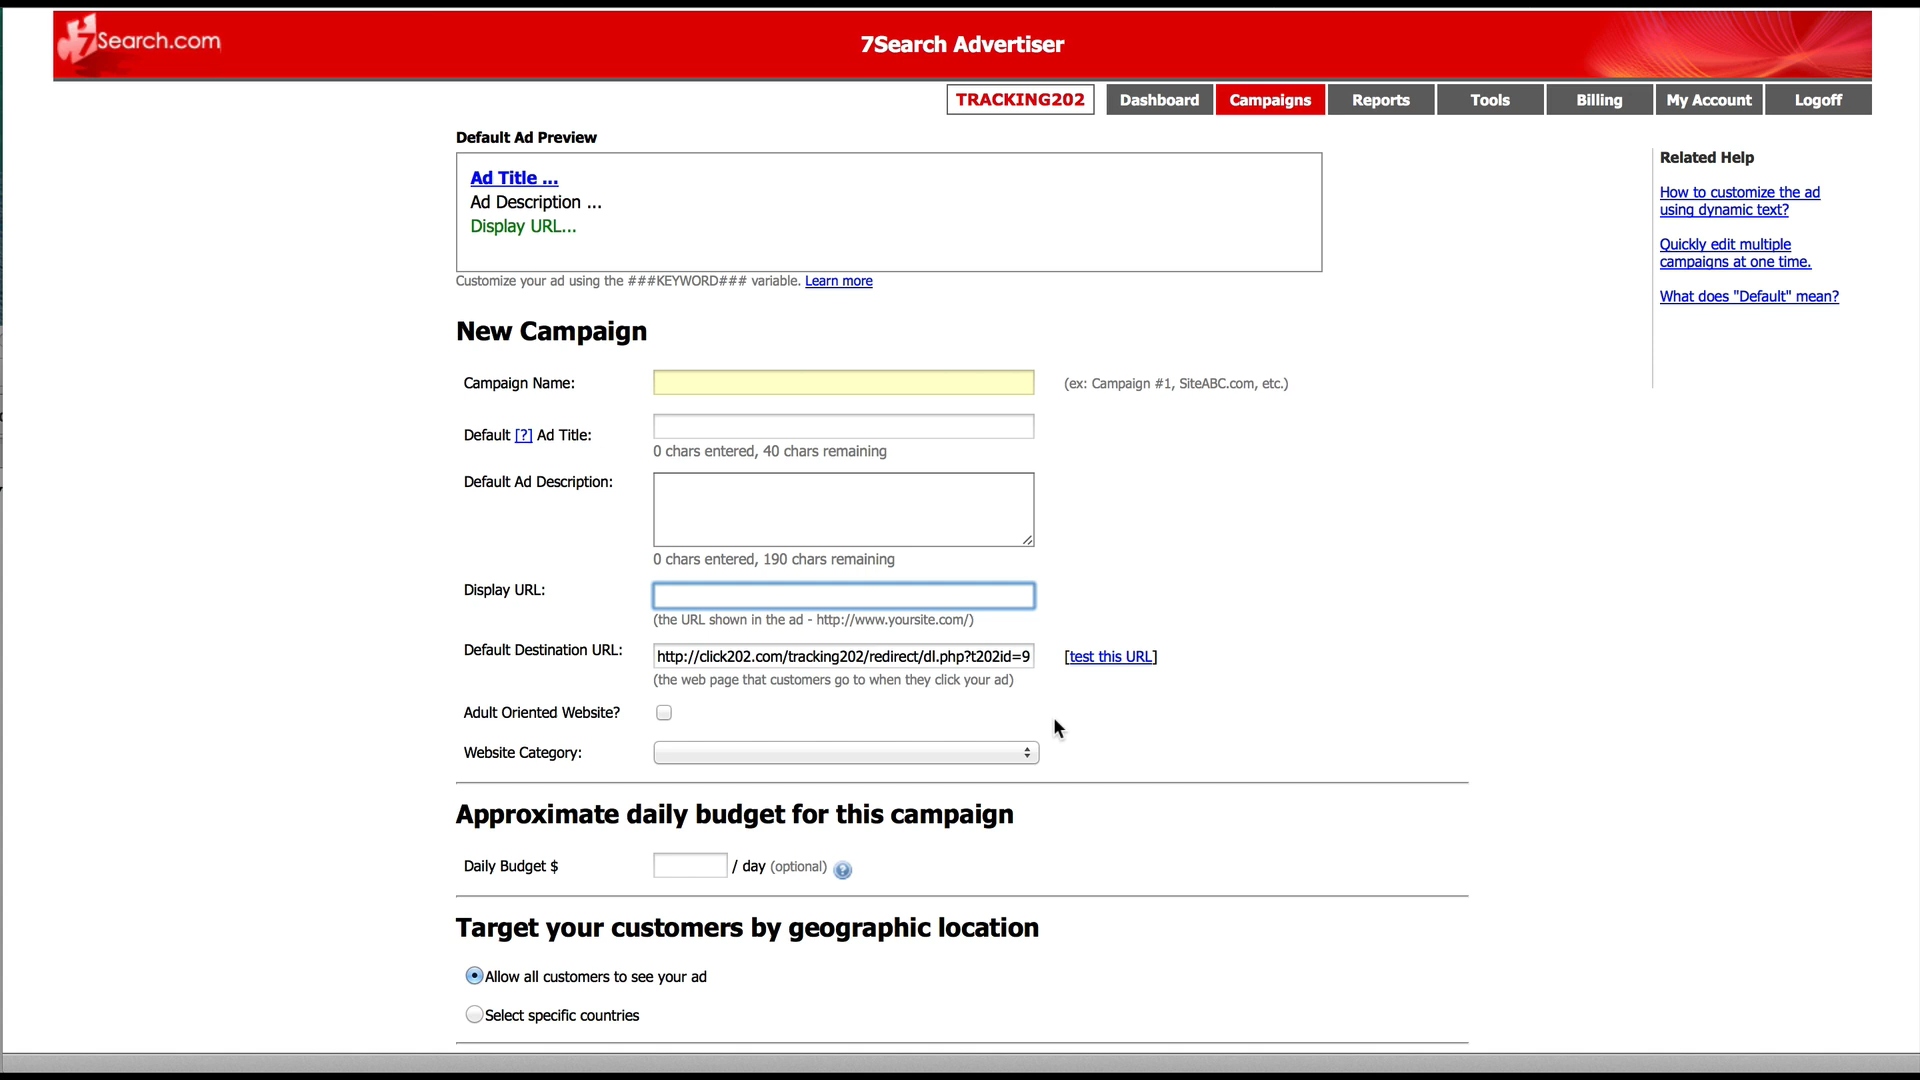 7Search.com
7Search Advertiser
TRACKING202 Dashboard Campaigns Reports Tools Billing My Account Logoff
Default Ad Preview
Ad Title ...
Ad Description ...
Display URL...
Customize your ad using the ###KEYWORD### variable. Learn more
Related Help
How to customize the ad
using dynamic text?
Quickly edit multiple
campaigns at one time.
What does "Default" mean?
New Campaign
Campaign Name: (ex: Campaign #1, SiteABC.com, etc.)
Default [?] Ad Title:
0 chars entered, 40 chars remaining
Default Ad Description:
0 chars entered, 190 chars remaining
Display URL:
(the URL shown in the ad - http://www.yoursite.com/)
Default Destination URL: http://click202.com/tracking202/redirect/dl.php?t202id=9 [test this URL]
(the web page that customers go to when they click your ad)
Adult Oriented Website?
Website Category:
Approximate daily budget for this campaign
Daily Budget $ / day (optional) ?
Target your customers by geographic location
Allow all customers to see your ad
Select specific countries